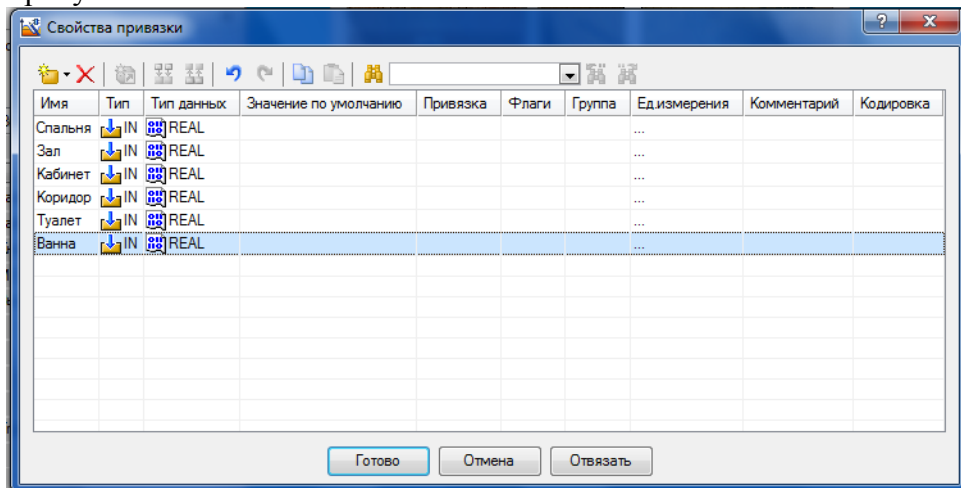 Свойства привязки
Имя Тип Тип данных Значение по умолчанию Привязка Флаги Группа Ед.измерения Комментарий Кодировка
Спальня IN REAL ...
Зал IN REAL ...
Кабинет IN REAL ...
Коридор IN REAL ...
Туалет IN REAL ...
Ванна IN REAL ...
Готово Отмена Отвязать